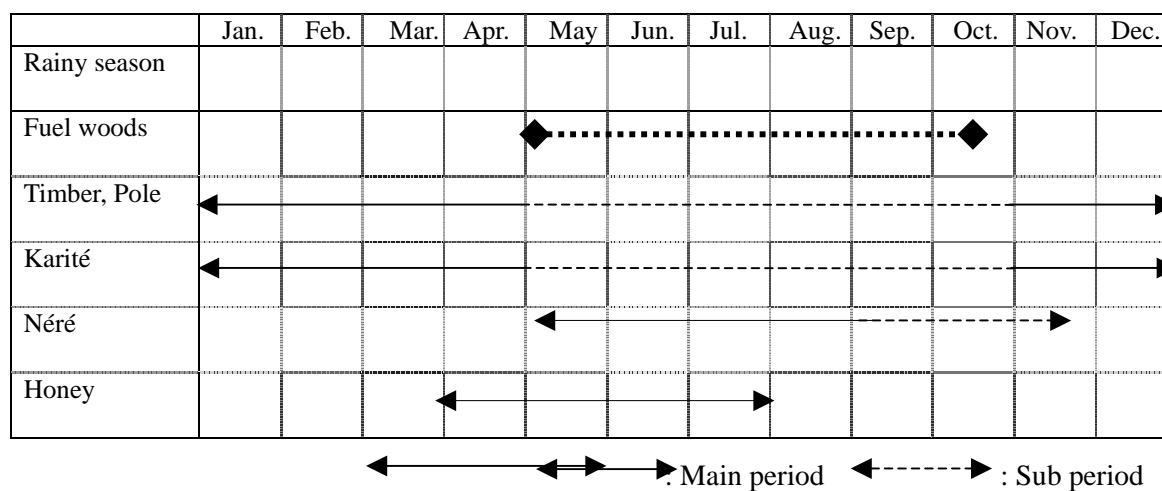 Jan. Feb. Mar. Apr. May Jun. Jul. Aug. Sep. Oct. Nov. Dec.
Rainy season
Fuel woods
Timber, Pole
Karité
Néré
Honey
: Main period : Sub period